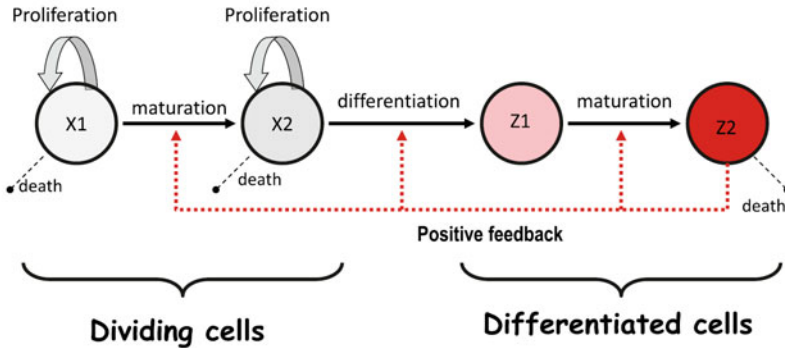 Proliferation
Proliferation
X1
maturation
X2
differentiation
Z1
maturation
Z2
death
death
death
Positive feedback
Dividing cells
Differentiated cells